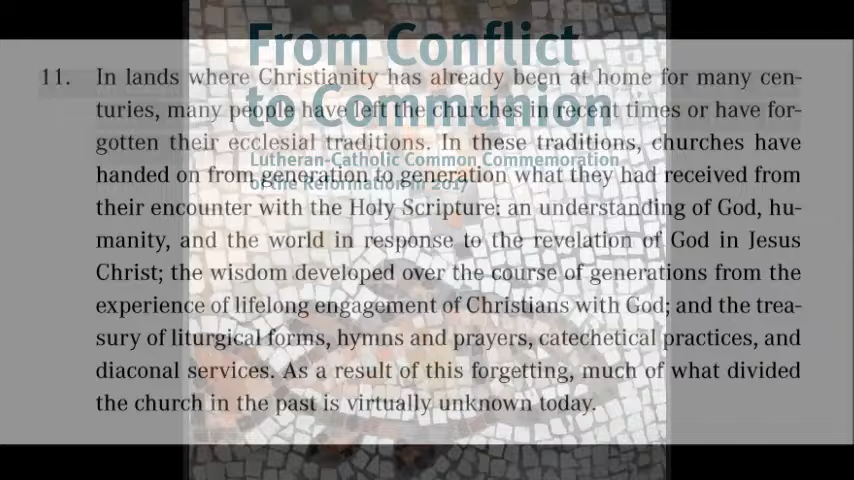 From Conflict
to Communion
Lutheran-Catholic Common Commemoration
of the Reformation in 2017
11. In lands where Christianity has already been at home for many cen-
turies, many people have left the churches in recent times or have for-
gotten their ecclesial traditions. In these traditions, churches have
handed on from generation to generation what they had received from
their encounter with the Holy Scripture: an understanding of God, hu-
manity, and the world in response to the revelation of God in Jesus
Christ; the wisdom developed over the course of generations from the
experience of lifelong engagement of Christians with God; and the trea-
sury of liturgical forms, hymns and prayers, catechetical practices, and
diaconal services. As a result of this forgetting, much of what divided
the church in the past is virtually unknown today.